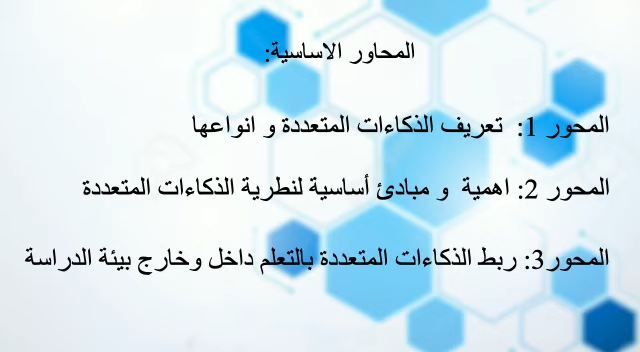 المحاور الاساسية:
المحور 1: تعريف الذكاءات المتعددة و انواعها
المحور 2: اهمية و مبادئ أساسية لنطرية الذكاءات المتعددة
المحور3: ربط الذكاءات المتعددة بالتعلم داخل وخارج بيئة الدراسة